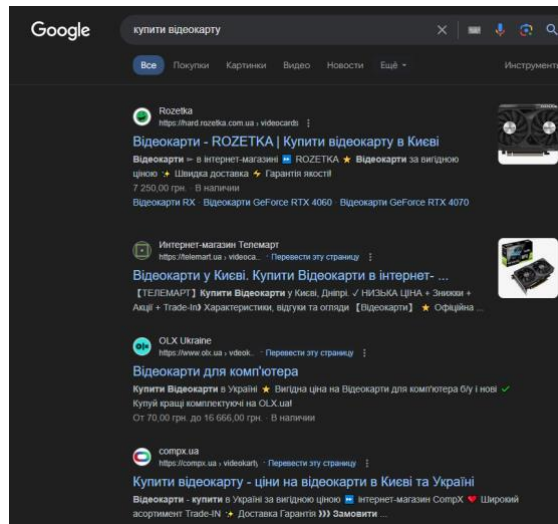 Google
купити відеокарту
Все Покупки Картинки Видео Новости Ещё
Инструменты
Rozetka
https://hard.rozetka.com.ua › videocards
Відеокарти - ROZETKA | Купити відеокарту в Києві
Відеокарти ➳ в інтернет-магазині ⏩ ROZETKA ★ Відеокарти за вигідною
ціною ✨ Швидка доставка ⚡ Гарантія якості!
7 250,00 грн. · В наличии
Відеокарти RX · Відеокарти GeForce RTX 4060 · Відеокарти GeForce RTX 4070
Интернет-магазин Телемарт
https://telemart.ua › videoca... · Перевести эту страницу
Відеокарти у Києві. Купити Відеокарти в інтернет- ...
【ТЕЛЕМАРТ】 Купити Відеокарти у Києві, Дніпрі. ✓ НИЗЬКА ЦІНА + Знижки +
Акції + Trade-In》 Характеристики, відгуки та огляди 【Відеокарти】 ★ Офіційна ...
OLX Ukraine
https://www.olx.ua › vdeok... · Перевести эту страницу
Відеокарти для комп'ютера
Купити Відеокарти в Україні ★ Вигідна ціна на Відеокарти для комп'ютера б/у і нові ✓
Купуй кращі комплектуючі на OLX.ua!
От 70,00 грн. до 16 666,00 грн. · В наличии
compx.ua
https://compx.ua › videokarty · Перевести эту страницу
Купити відеокарту - ціни на відеокарти в Києві та Україні
Відеокарти - купити в Україні за вигідною ціною ⏩ інтернет-магазин CompX ❤ Широкий
асортимент Trade-IN ✨ Доставка Гарантія ⟫⟫ Замовити ...